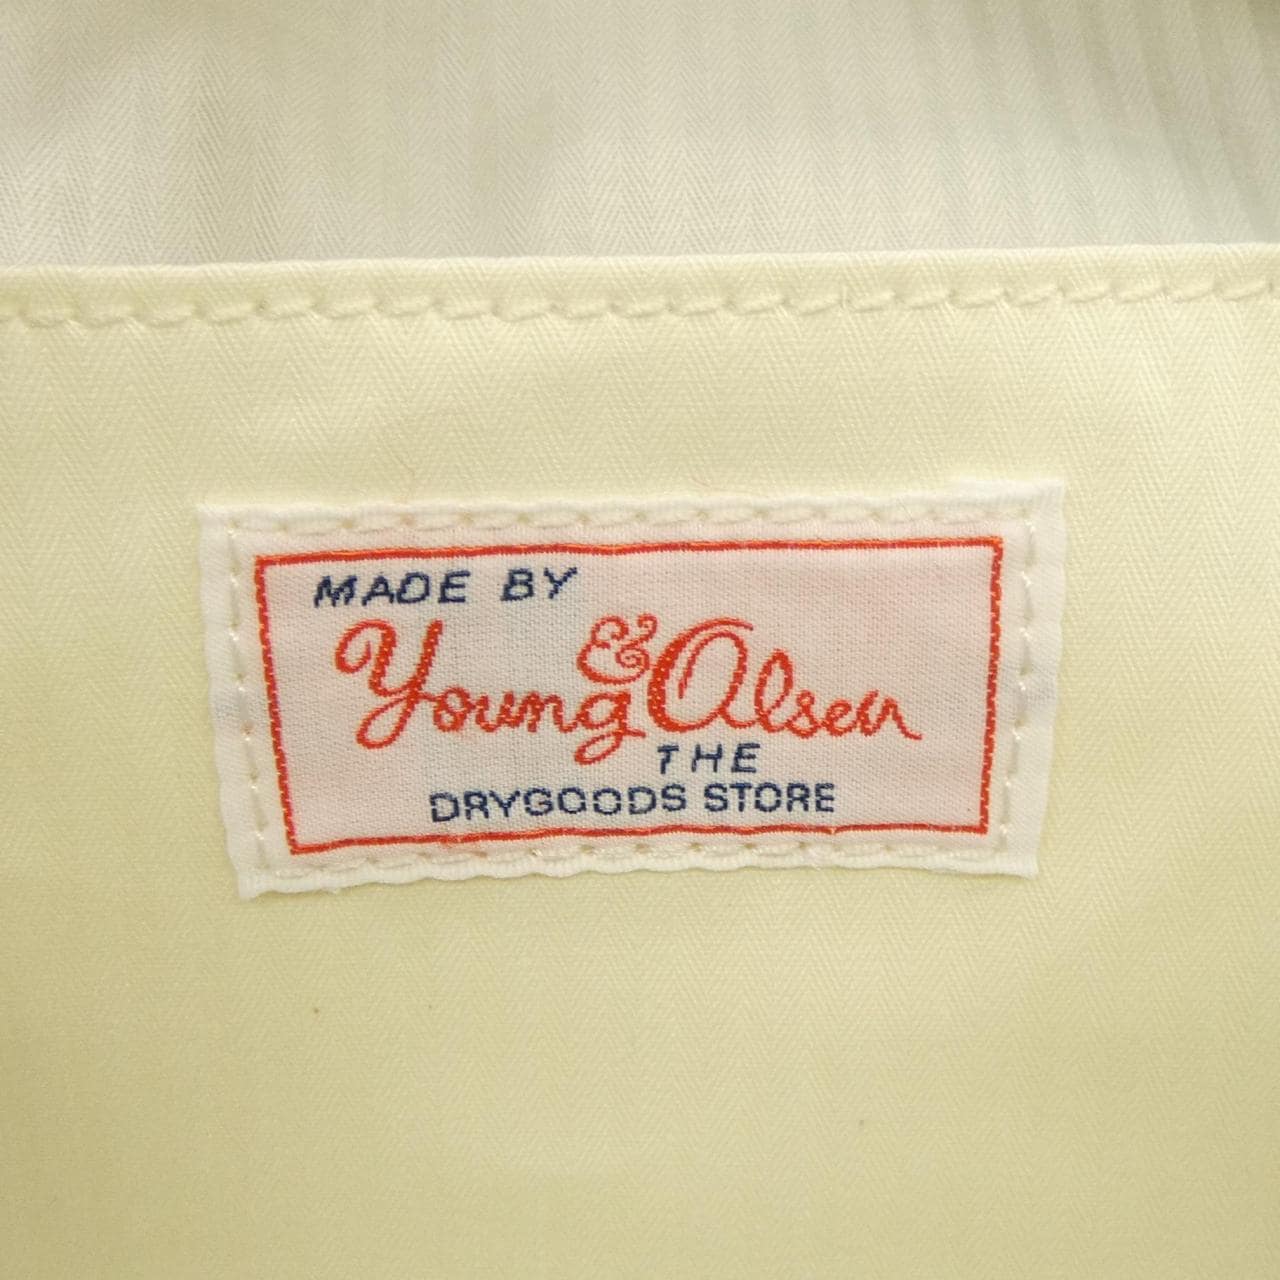 MADE BY
Young & Olsen
THE
DRYGOODS STORE